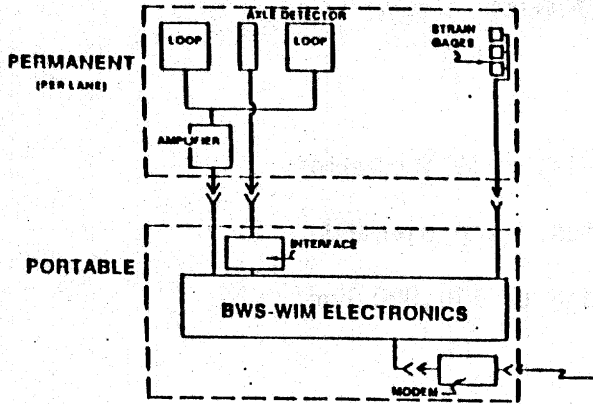 AXLE DETECTOR
LOOP
LOOP
STRAIN
GAGES
PERMANENT
(PER LANE)
AMPLIFIER
INTERFACE
PORTABLE
BWS-WIM ELECTRONICS
MODEM